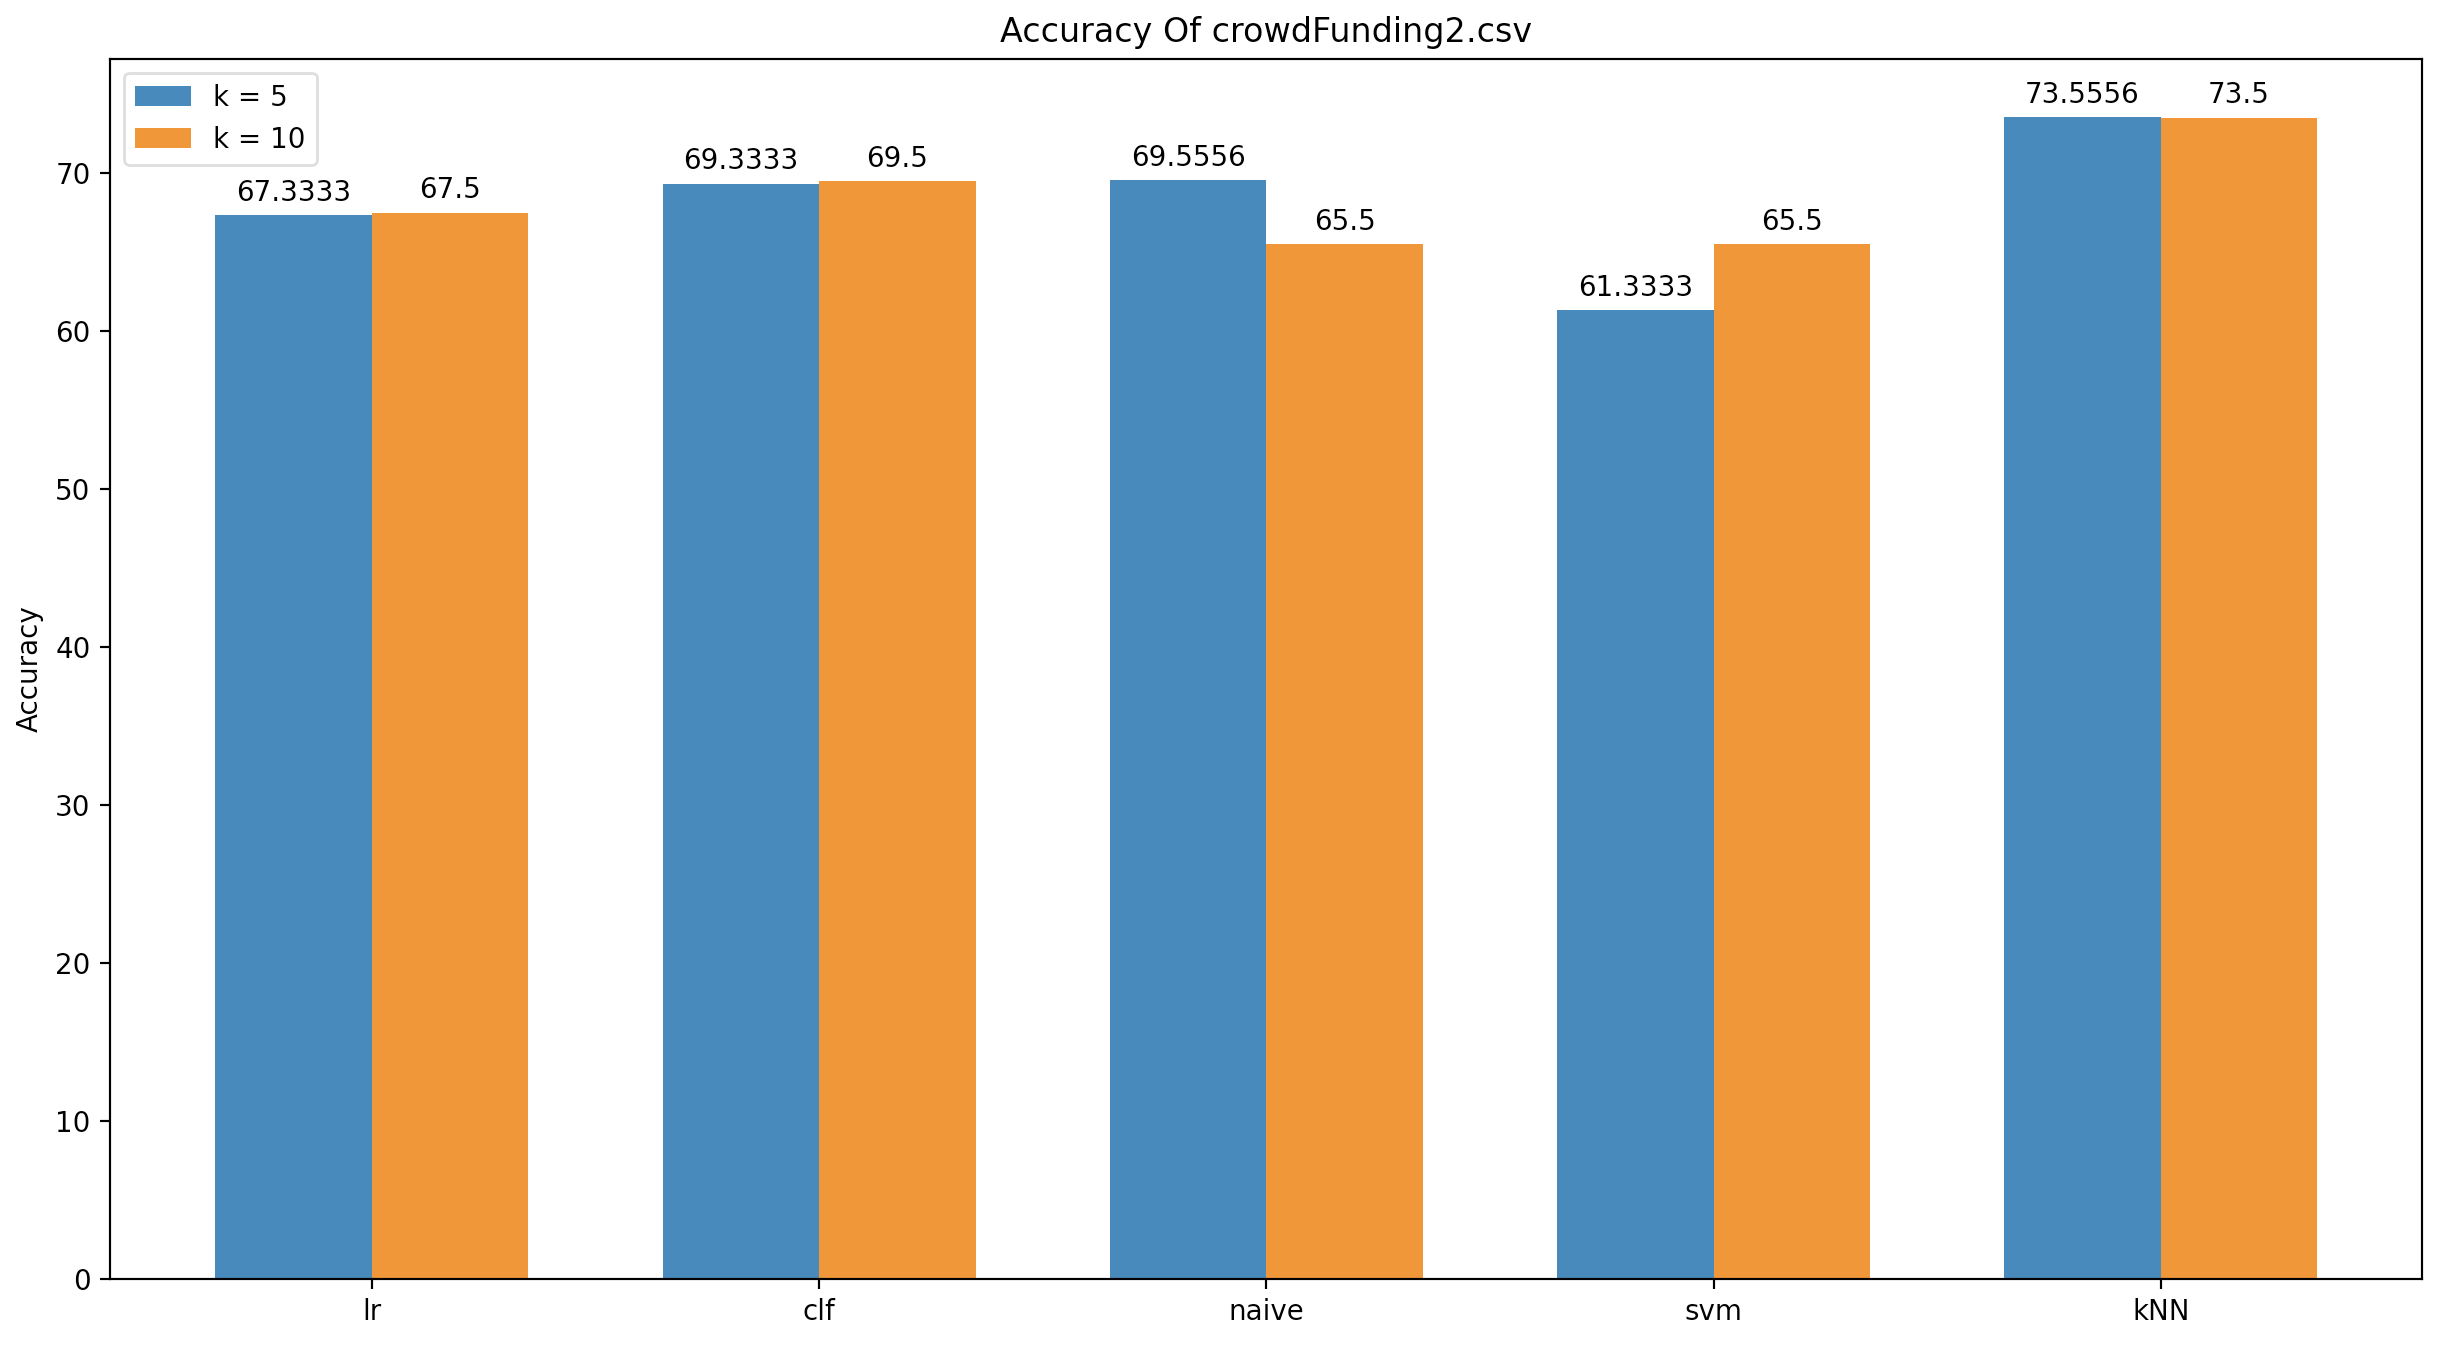 Accuracy Of crowdFunding2.csv
k = 5
k = 10
67.3333
67.5
69.3333
69.5
69.5556
65.5
61.3333
65.5
73.5556
73.5
70
60
50
40
30
20
10
0
Accuracy
lr
clf
naive
svm
kNN